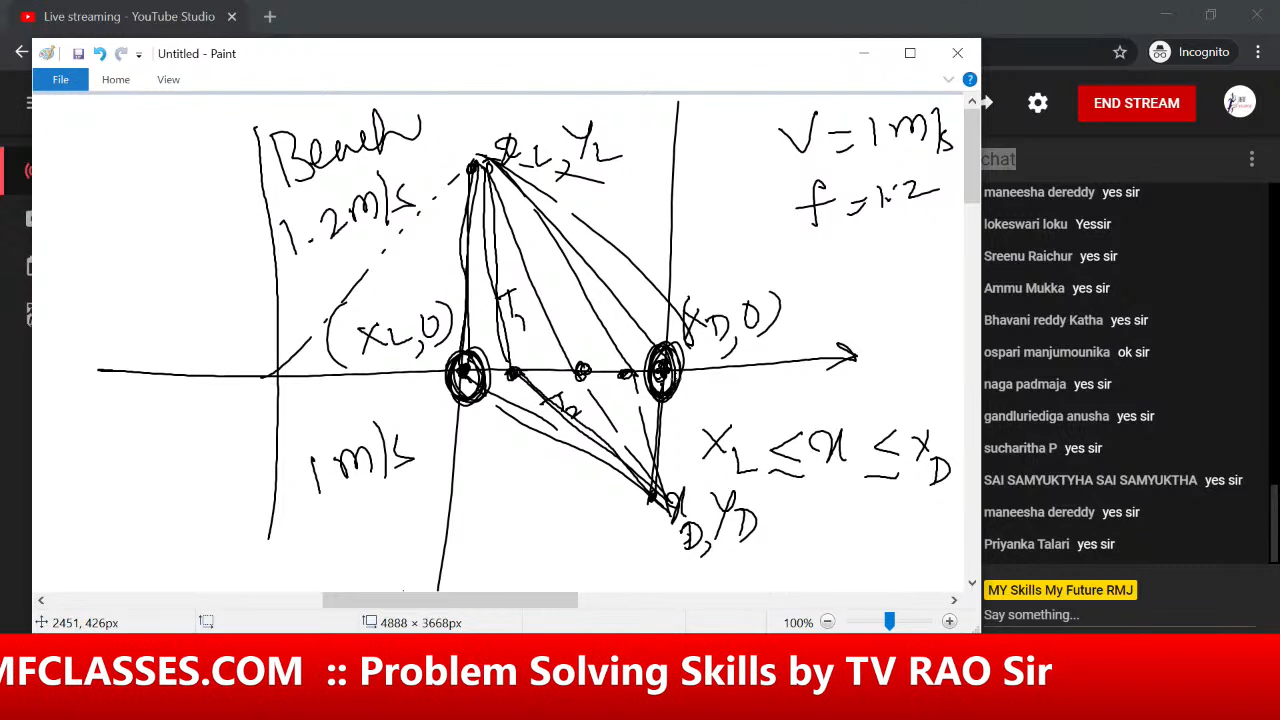 Live streaming - YouTube Studio
Incognito
Untitled - Paint
File Home View
END STREAM
chat
Beach
1.2 m/s
XL, YL
V = 1 m/s
f = 1.2
(XL, 0)
(XD, 0)
1 m/s
XL ≤ x ≤ XD
D, YD
maneesha dereddy yes sir
lokeswari loku Yessir
Sreenu Raichur yes sir
Ammu Mukka yes sir
Bhavani reddy Katha yes sir
ospari manjumounika ok sir
naga padmaja yes sir
gandluriediga anusha yes sir
sucharitha P yes sir
SAI SAMYUKTYHA SAI SAMYUKTHA yes sir
maneesha dereddy yes sir
Priyanka Talari yes sir
MY Skills My Future RMJ
Say something...
2451, 426px
4888 × 3668px
100%
MFCLASSES.COM :: Problem Solving Skills by TV RAO Sir